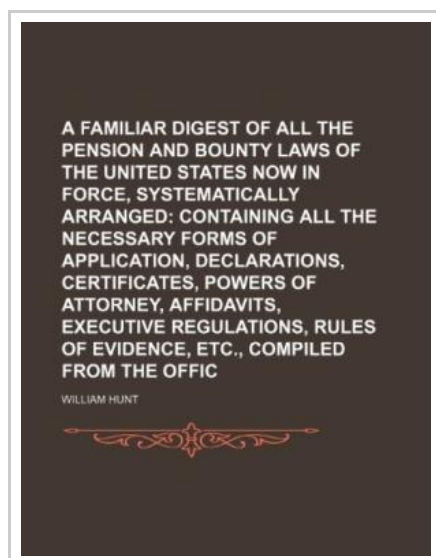 A FAMILIAR DIGEST OF ALL THE
PENSION AND BOUNTY LAWS OF
THE UNITED STATES NOW IN
FORCE, SYSTEMATICALLY
ARRANGED: CONTAINING ALL THE
NECESSARY FORMS OF
APPLICATION, DECLARATIONS,
CERTIFICATES, POWERS OF
ATTORNEY, AFFIDAVITS,
EXECUTIVE REGULATIONS, RULES
OF EVIDENCE, ETC., COMPILED
FROM THE OFFIC
WILLIAM HUNT